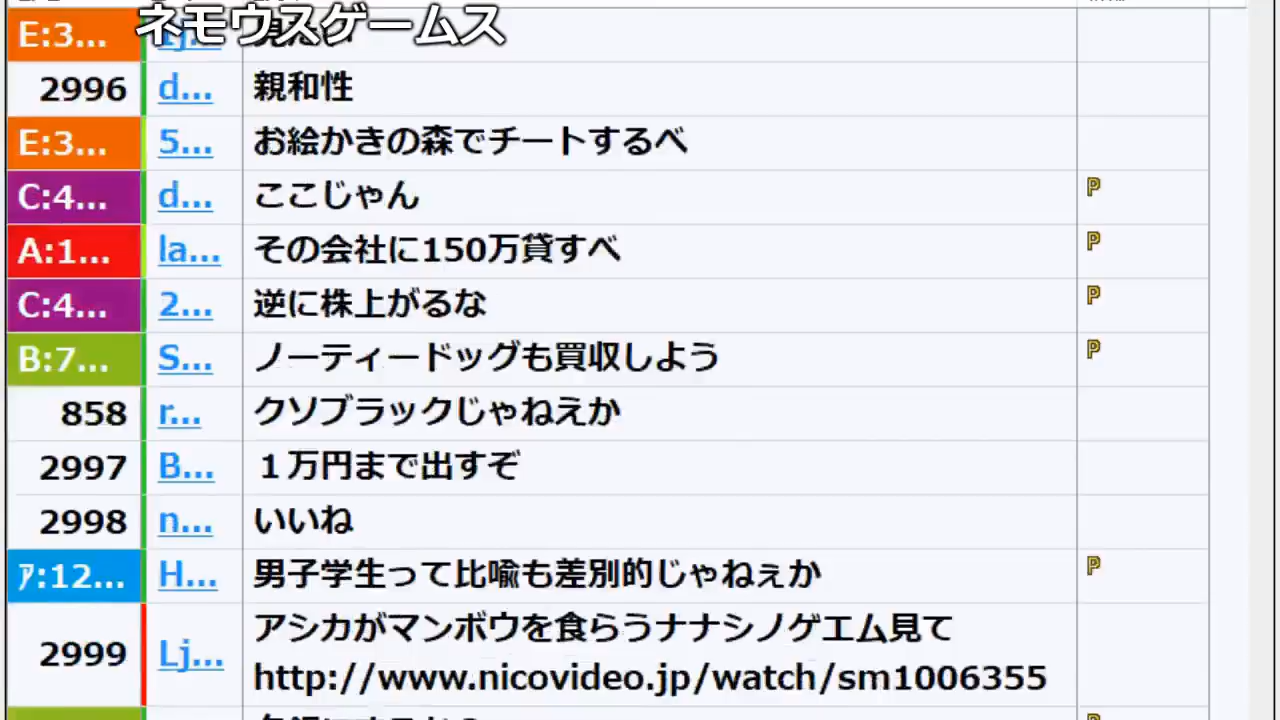 ネモウスゲームス
E:3...
2996 d... 親和性
E:3... 5... お絵かきの森でチートするべ
C:4... d... ここじゃん P
A:1... la... その会社に150万貸すべ P
C:4... 2... 逆に株上がるな P
B:7... S... ノーティードッグも買収しよう P
858 r... クソブラックじゃねえか
2997 B... １万円まで出すぞ
2998 n... いいね
ｱ:12... H... 男子学生って比喩も差別的じゃねぇか P
2999 Lj... アシカがマンボウを食らうナナシノゲエム見て
http://www.nicovideo.jp/watch/sm1006355